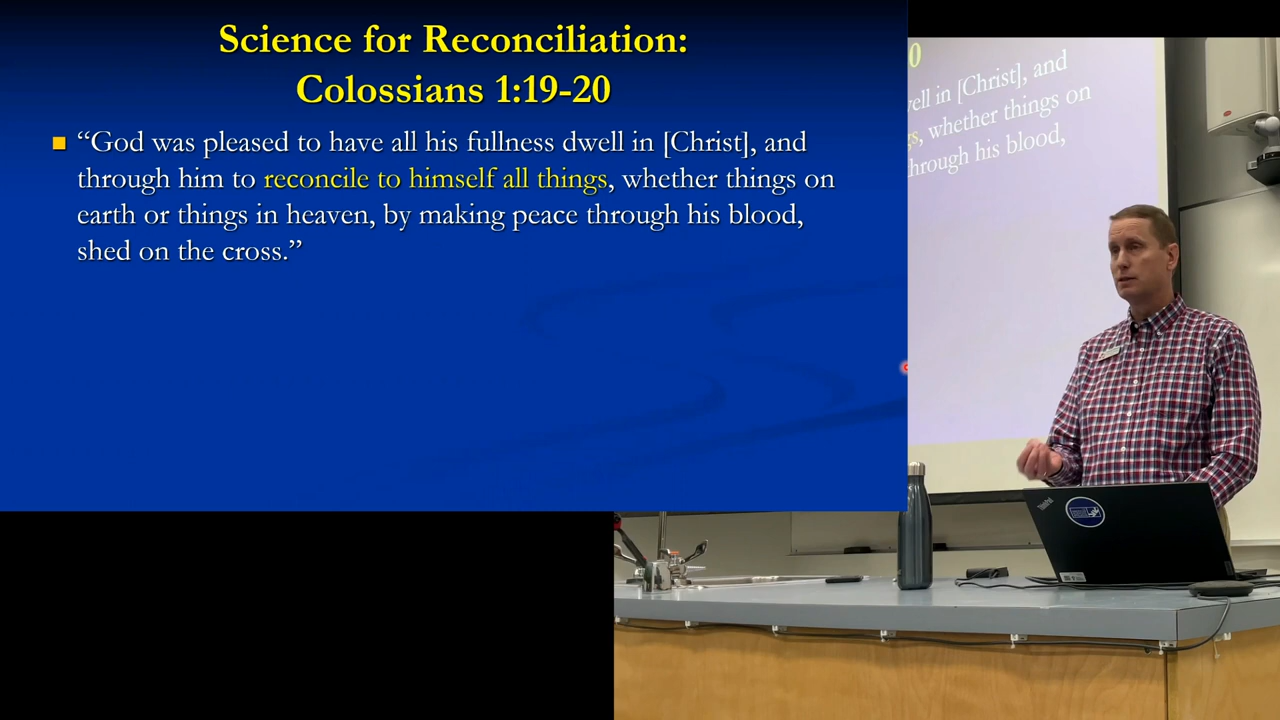 Science for Reconciliation:
Colossians 1:19-20
“God was pleased to have all his fullness dwell in [Christ], and
through him to reconcile to himself all things, whether things on
earth or things in heaven, by making peace through his blood,
shed on the cross.”
0
in [Christ], and
whether things on
through his blood,
ThinkPad